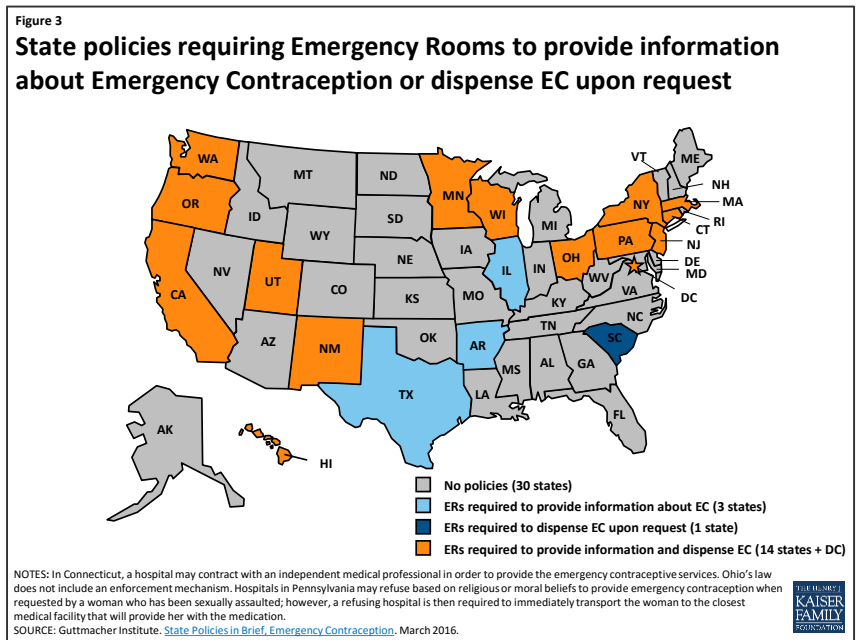 Figure 3
State policies requiring Emergency Rooms to provide information
about Emergency Contraception or dispense EC upon request
WA
MT
ND
MN
VT
ME
NH
OR
ID
SD
WI
MI
NY
MA
RI
CT
WY
IA
PA
NJ
NE
OH
DE
NV
UT
IL
IN
WV
MD
CO
VA
DC
CA
KS
MO
KY
NC
TN
AZ
NM
OK
AR
SC
MS
AL
GA
TX
LA
FL
AK
HI
No policies (30 states)
ERs required to provide information about EC (3 states)
ERs required to dispense EC upon request (1 state)
ERs required to provide information and dispense EC (14 states + DC)
NOTES: In Connecticut, a hospital may contract with an independent medical professional in order to provide the emergency contraceptive services. Ohio's law
does not include an enforcement mechanism. Hospitals in Pennsylvania may refuse based on religious or moral beliefs to provide emergency contraception when
requested by a woman who has been sexually assaulted; however, a refusing hospital is then required to immediately transport the woman to the closest
medical facility that will provide her with the medication.
SOURCE: Guttmacher Institute. State Policies in Brief, Emergency Contraception. March 2016.
THE HENRY J.
KAISER
FAMILY
FOUNDATION